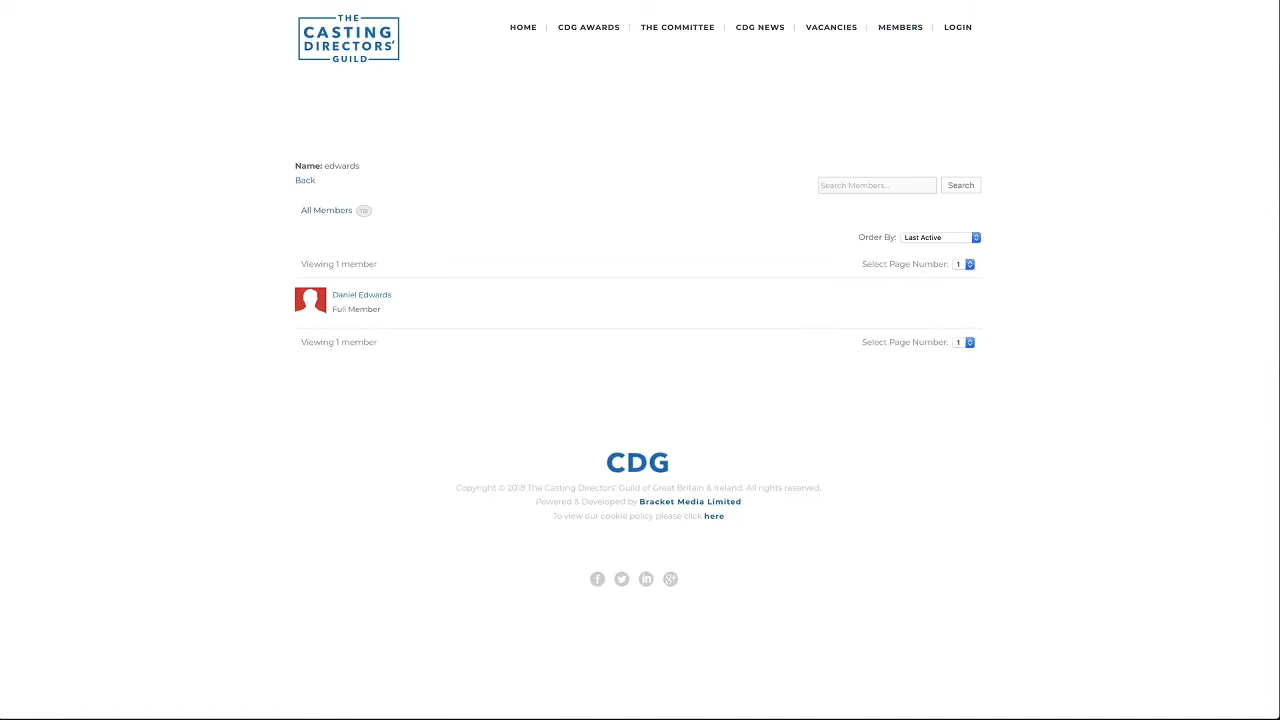 THE
CASTING
DIRECTORS'
GUILD
HOME
CDG AWARDS
THE COMMITTEE
CDG NEWS
VACANCIES
MEMBERS
LOGIN
Name: edwards
Back
Search Members...
Search
All Members
Order By: Last Active
Viewing 1 member
Select Page Number: 1
Daniel Edwards
Full Member
Viewing 1 member
Select Page Number: 1
CDG
Copyright © 2018 The Casting Directors' Guild of Great Britain & Ireland. All rights reserved.
Powered & Developed by Bracket Media Limited
To view our cookie policy please click here